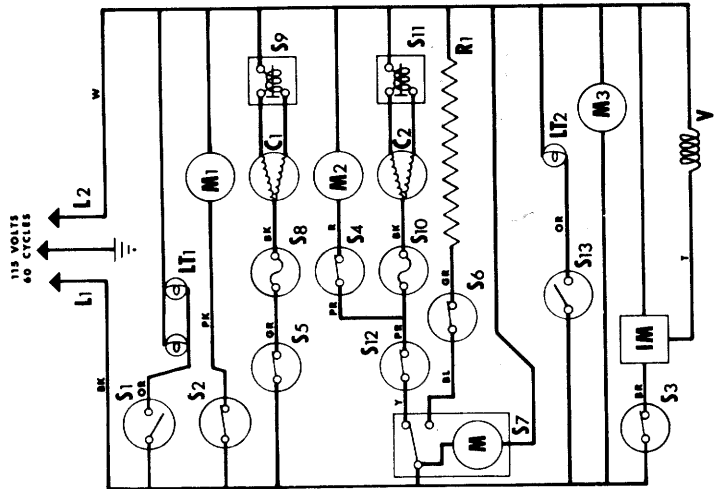 115 VOLTS
60 CYCLES
L1
L2
W
BK
LT1
S1
OR
S2
PK
M1
S9
C1
BK
S8
GR
S5
M2
R
S4
PR
S11
C2
BK
S10
PR
S12
Y
R1
GR
S6
BL
M
S7
LT2
OR
S13
M3
IM
BR
S3
V
Y